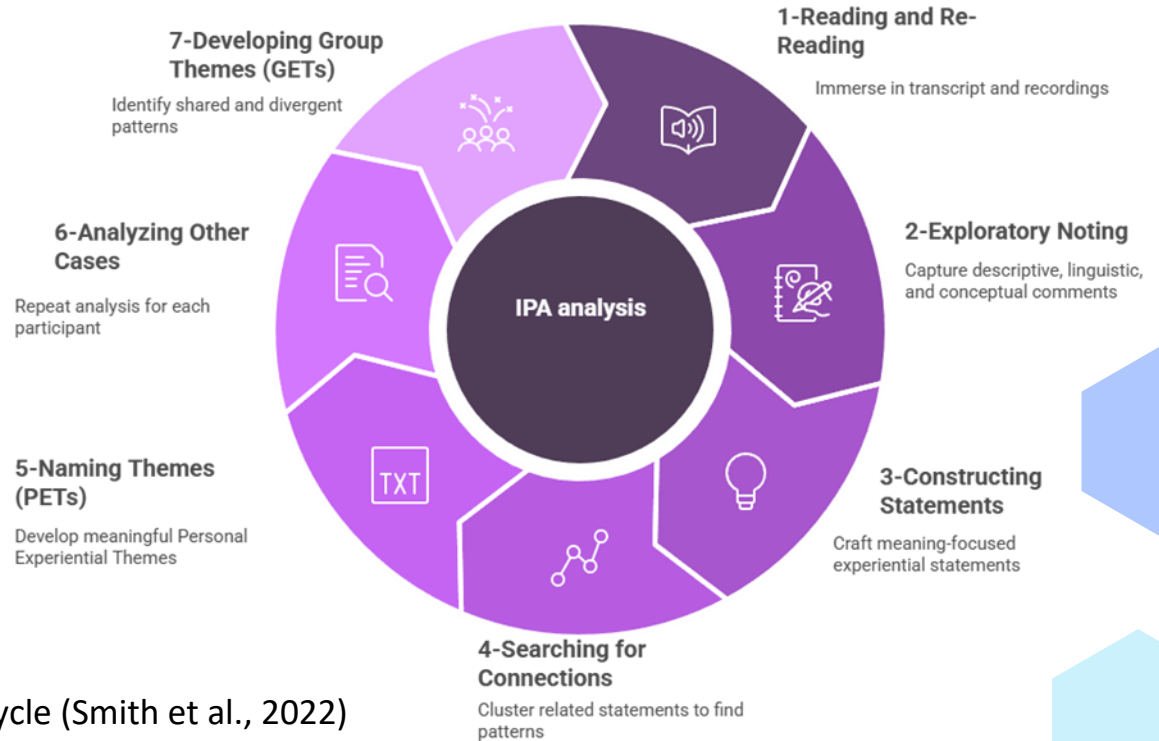 1-Reading and Re-
Reading
Immerse in transcript and recordings
2-Exploratory Noting
Capture descriptive, linguistic,
and conceptual comments
3-Constructing
Statements
Craft meaning-focused
experiential statements
4-Searching for
Connections
Cluster related statements to find
patterns
5-Naming Themes
(PETs)
Develop meaningful Personal
Experiential Themes
TXT
6-Analyzing Other
Cases
Repeat analysis for each
participant
7-Developing Group
Themes (GETs)
Identify shared and divergent
patterns
IPA analysis
ycle (Smith et al., 2022)